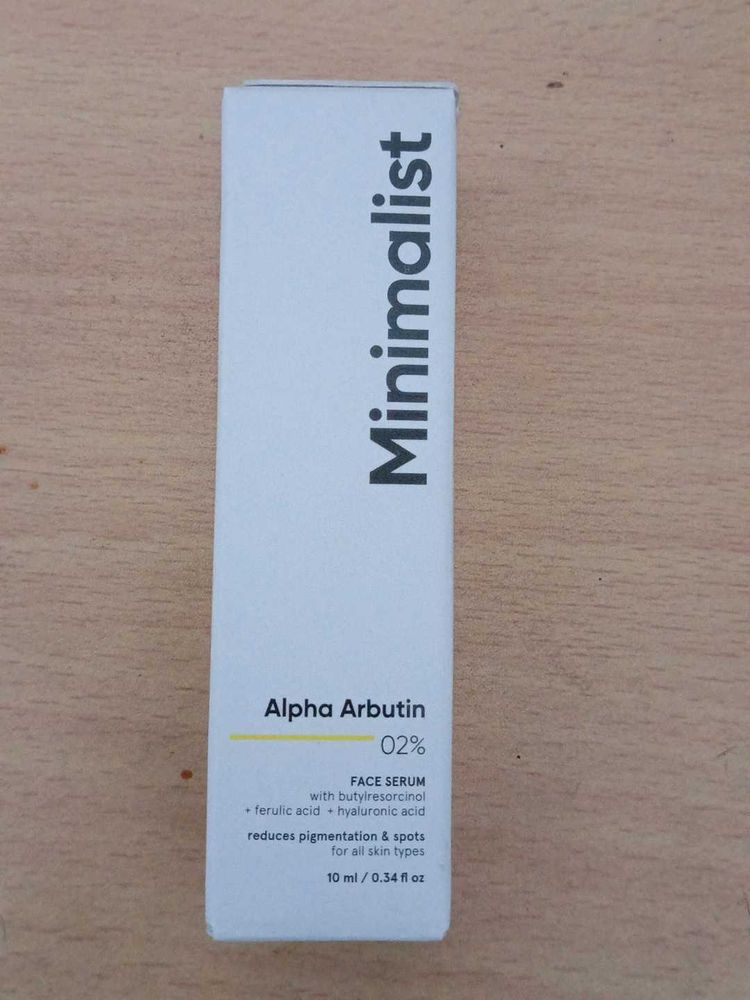 Minimalist
Alpha Arbutin
02%
FACE SERUM
with butylresorcinol
+ ferulic acid + hyaluronic acid
reduces pigmentation & spots
for all skin types
10 ml / 0.34 fl oz